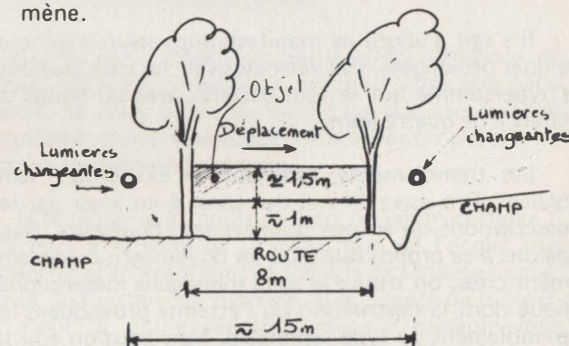 mène.
Objet
Déplacement
Lumieres
changeantes
Lumieres
changeantes
≃ 1,5m
≃ 1m
CHAMP
CHAMP
ROUTE
8m
≃ 15m